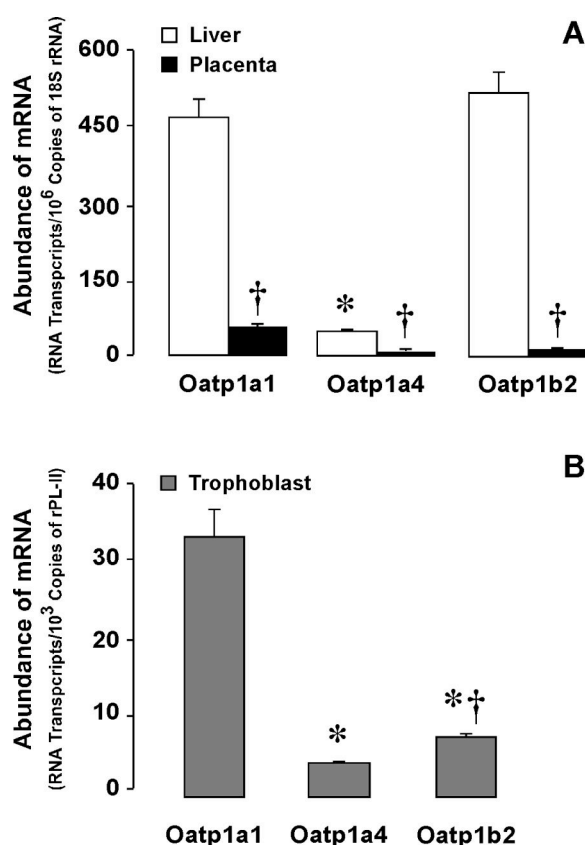 A
Liver
Placenta
Abundance of mRNA
(RNA Transpcripts/10⁶ Copies of 18S rRNA)
600
450
300
150
0
‡
*
‡
‡
Oatp1a1 Oatp1a4 Oatp1b2
B
Trophoblast
Abundance of mRNA
(RNA Transpcripts/10³ Copies of rPL-II)
40
30
20
10
0
*
*‡
Oatp1a1 Oatp1a4 Oatp1b2